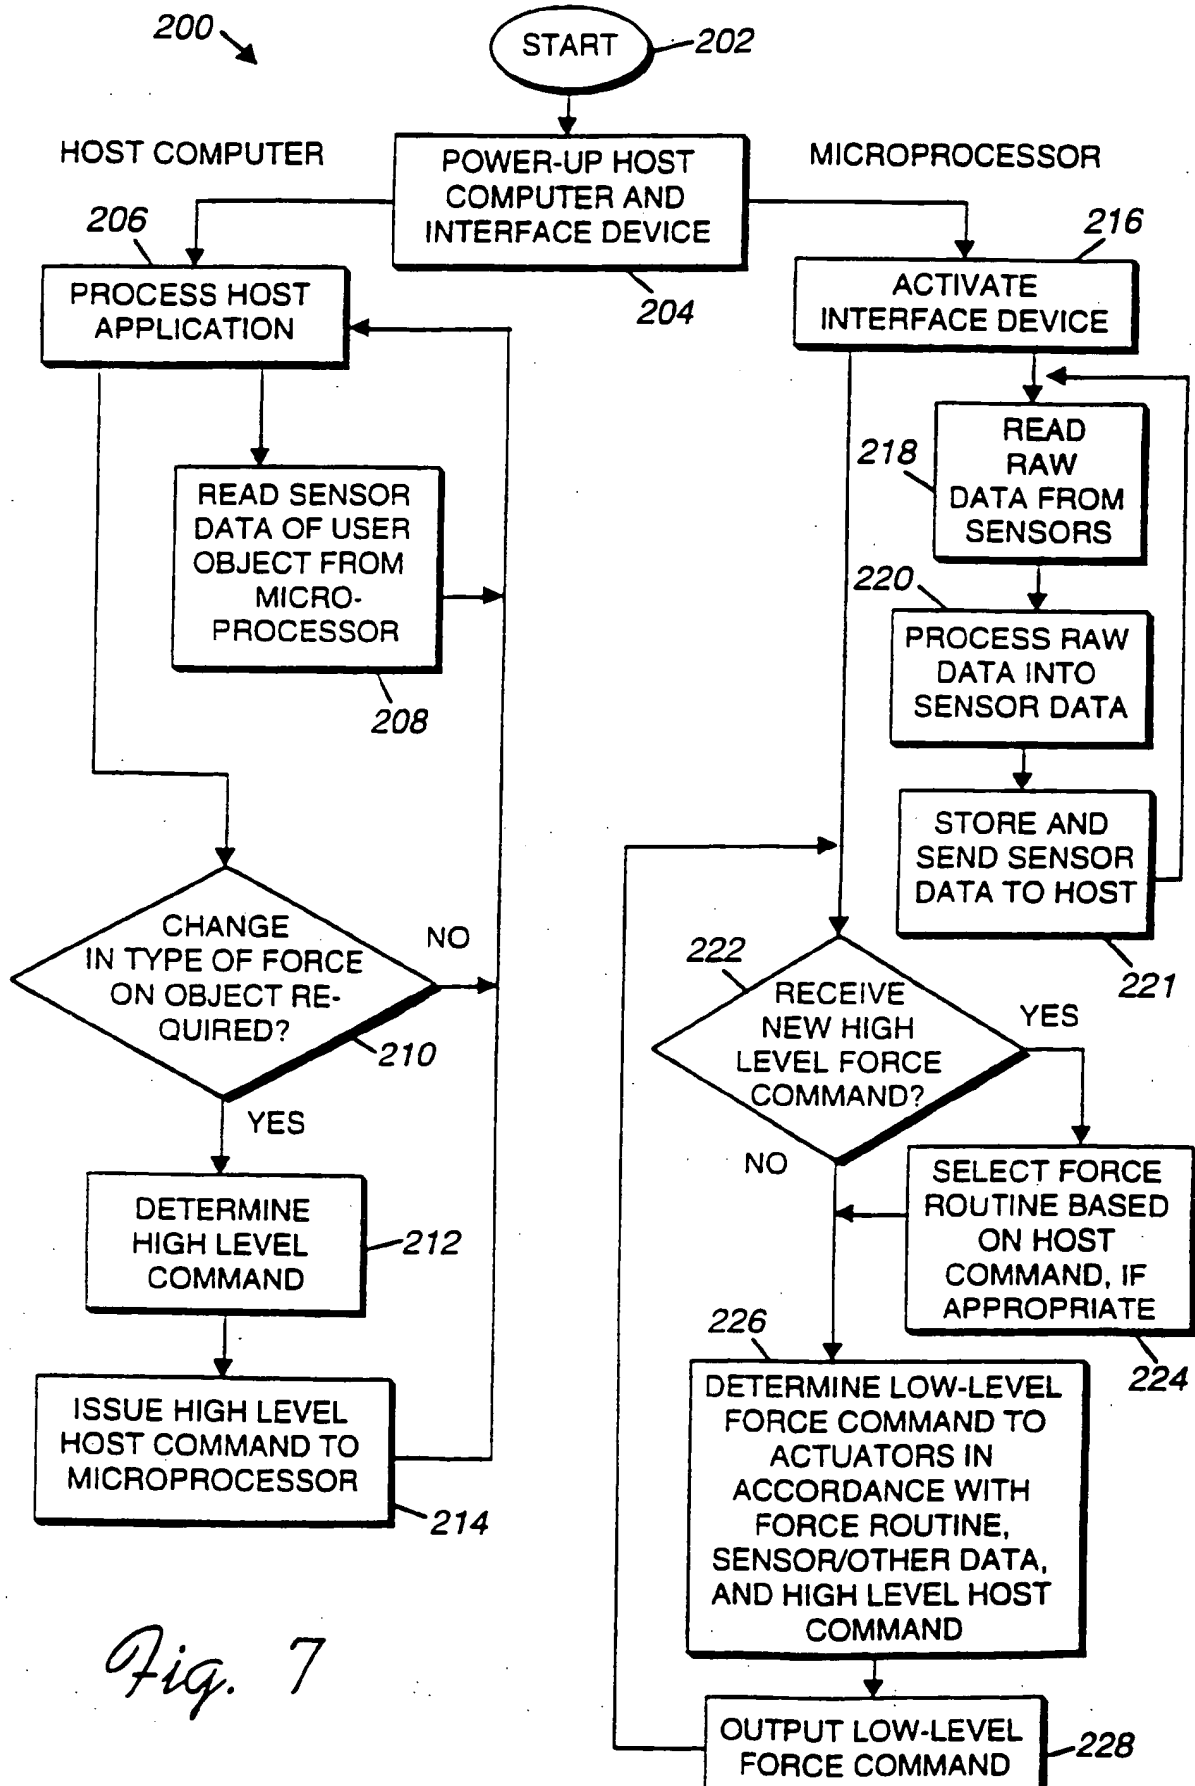 200
START
202
HOST COMPUTER
POWER-UP HOST
COMPUTER AND
INTERFACE DEVICE
204
MICROPROCESSOR
206
PROCESS HOST
APPLICATION
READ SENSOR
DATA OF USER
OBJECT FROM
MICRO-
PROCESSOR
208
CHANGE
IN TYPE OF FORCE
ON OBJECT RE-
QUIRED?
210
NO
YES
DETERMINE
HIGH LEVEL
COMMAND
212
ISSUE HIGH LEVEL
HOST COMMAND TO
MICROPROCESSOR
214
216
ACTIVATE
INTERFACE DEVICE
218
READ
RAW
DATA FROM
SENSORS
220
PROCESS RAW
DATA INTO
SENSOR DATA
STORE AND
SEND SENSOR
DATA TO HOST
221
222
RECEIVE
NEW HIGH
LEVEL FORCE
COMMAND?
YES
NO
SELECT FORCE
ROUTINE BASED
ON HOST
COMMAND, IF
APPROPRIATE
224
226
DETERMINE LOW-LEVEL
FORCE COMMAND TO
ACTUATORS IN
ACCORDANCE WITH
FORCE ROUTINE,
SENSOR/OTHER DATA,
AND HIGH LEVEL HOST
COMMAND
OUTPUT LOW-LEVEL
FORCE COMMAND
228
Fig. 7